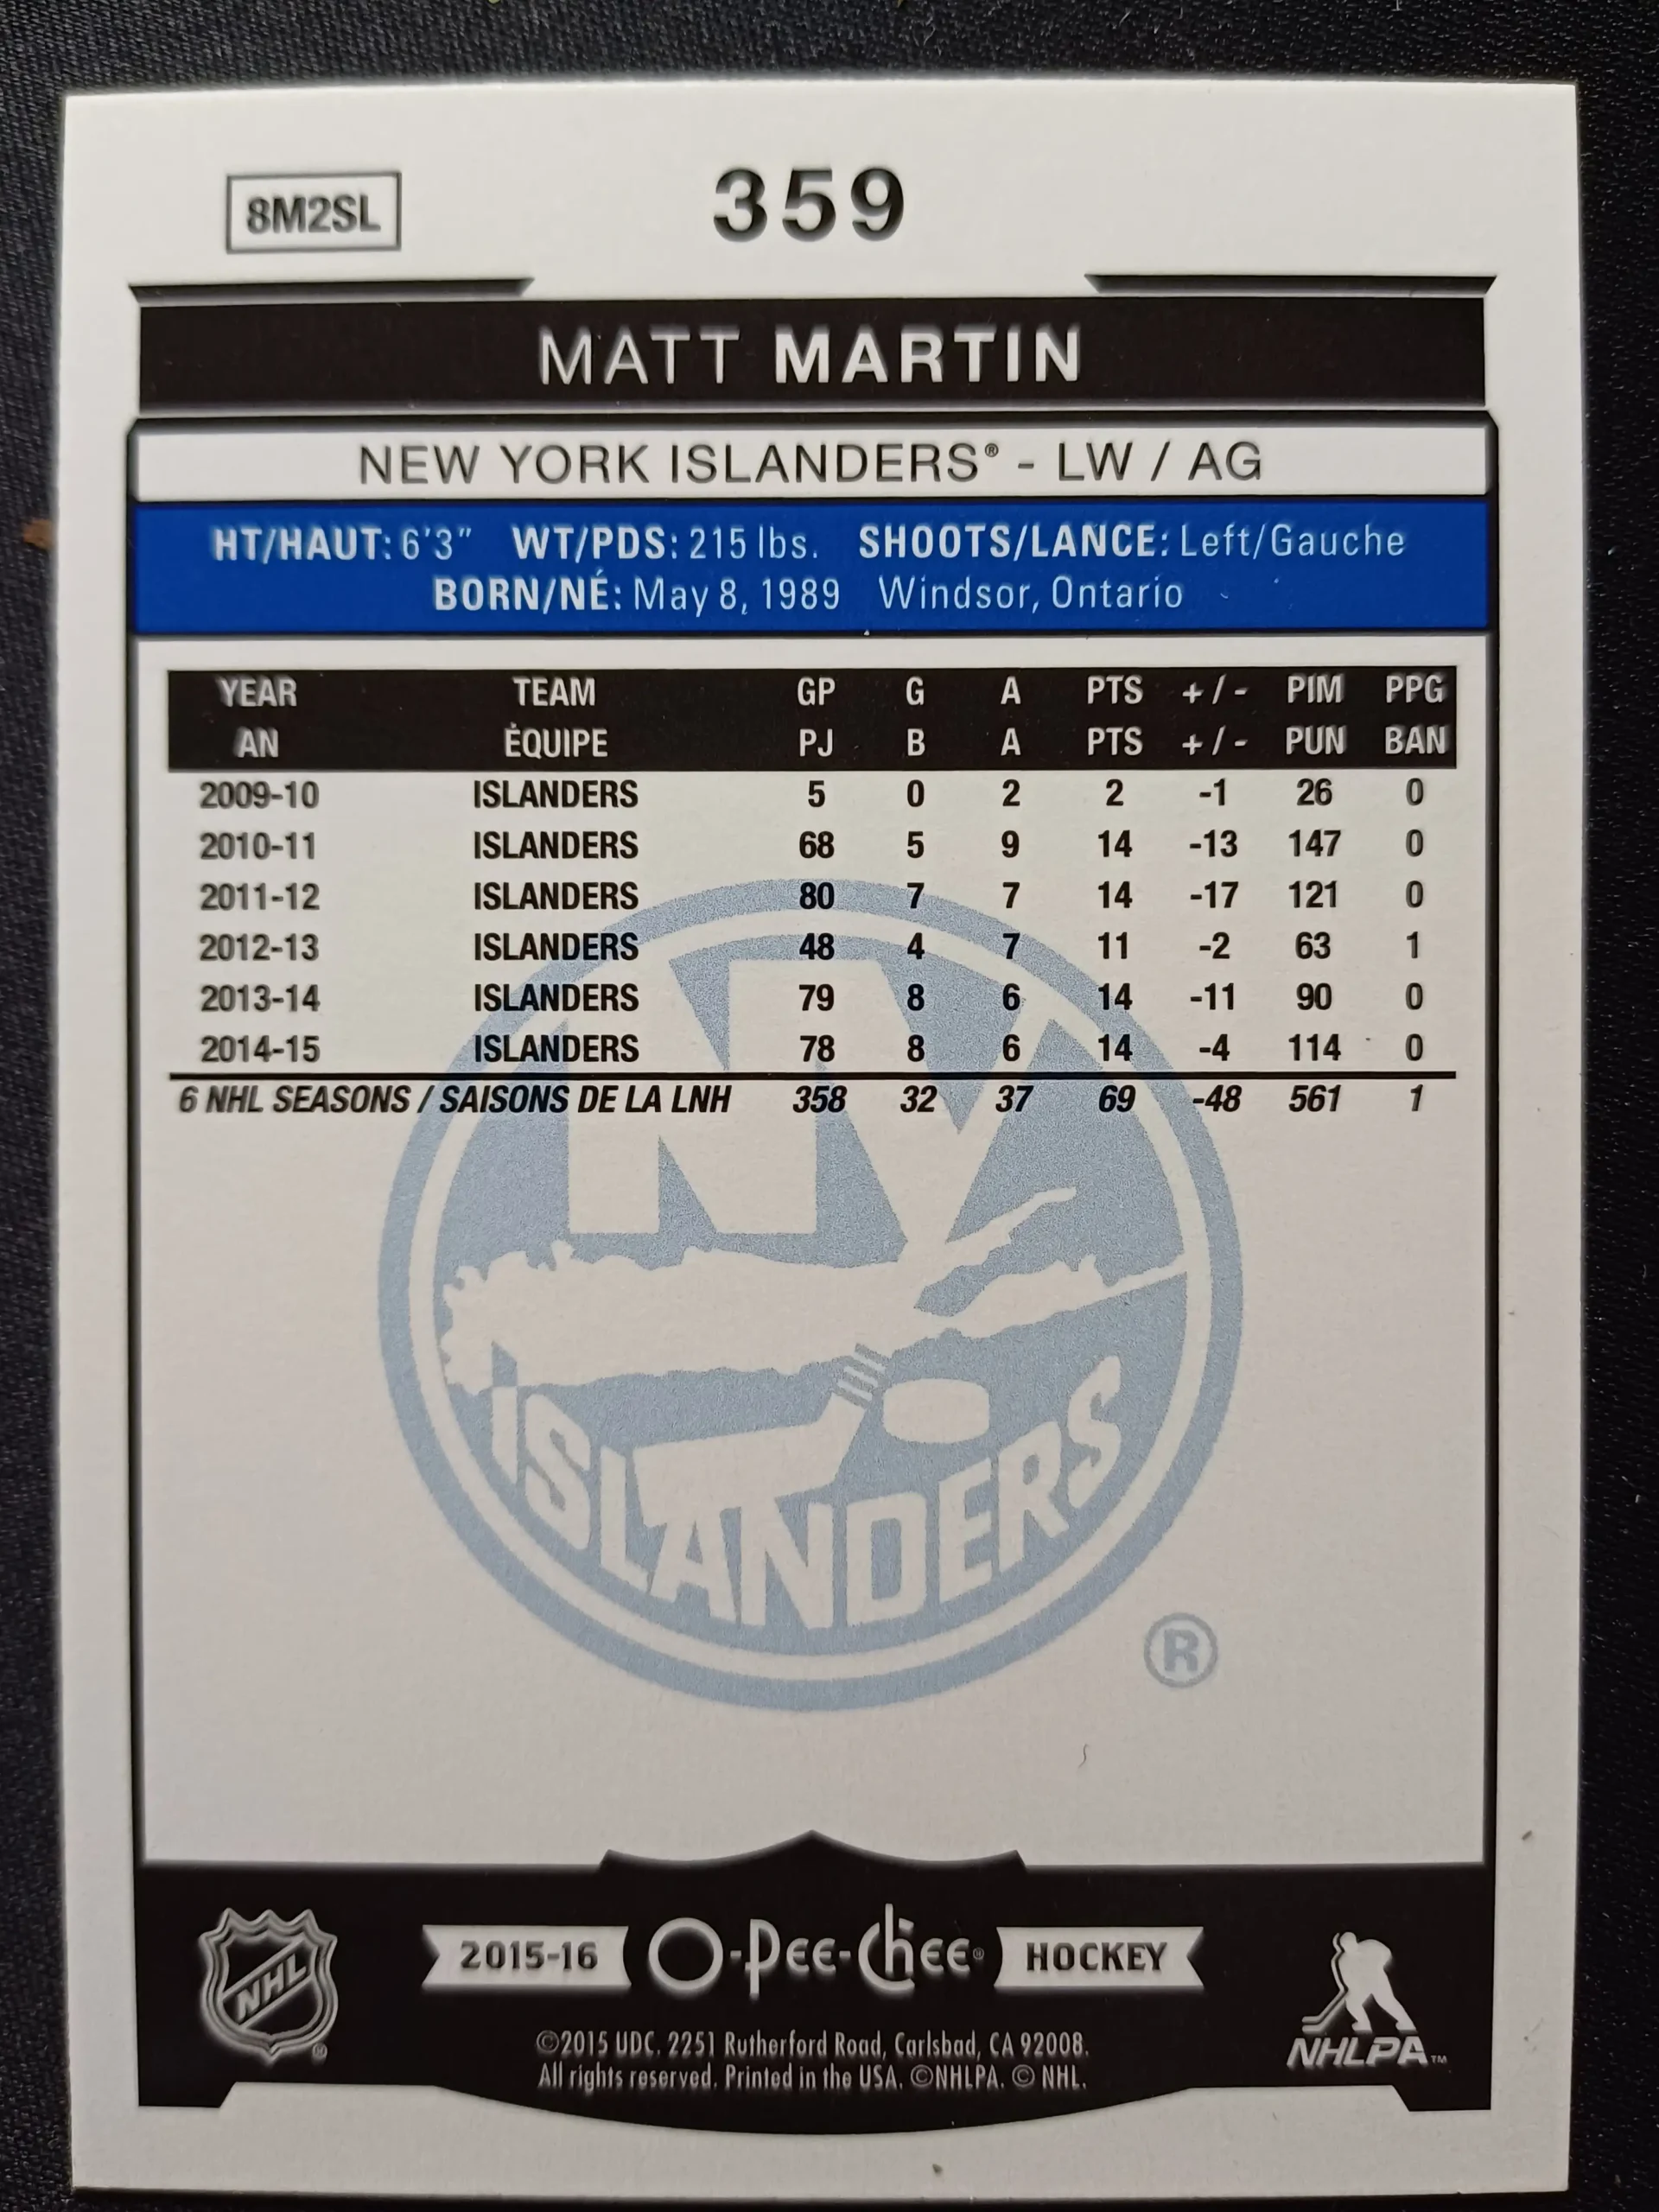 8M2SL
359
MATT MARTIN
NEW YORK ISLANDERS® - LW / AG
HT/HAUT: 6'3" WT/PDS: 215 lbs. SHOOTS/LANCE: Left/Gauche
BORN/NÉ: May 8, 1989 Windsor, Ontario
YEAR TEAM GP G A PTS +/- PIM PPG
AN ÉQUIPE PJ B A PTS +/- PUN BAN
2009-10 ISLANDERS 5 0 2 2 -1 26 0
2010-11 ISLANDERS 68 5 9 14 -13 147 0
2011-12 ISLANDERS 80 7 7 14 -17 121 0
2012-13 ISLANDERS 48 4 7 11 -2 63 1
2013-14 ISLANDERS 79 8 6 14 -11 90 0
2014-15 ISLANDERS 78 8 6 14 -4 114 0
6 NHL SEASONS / SAISONS DE LA LNH 358 32 37 69 -48 561 1
NY
ISLANDERS
®
NHL ®
2015-16 O-Pee-Chee® HOCKEY
NHLPA™
©2015 UDC. 2251 Rutherford Road, Carlsbad, CA 92008.
All rights reserved. Printed in the USA. ©NHLPA. © NHL.